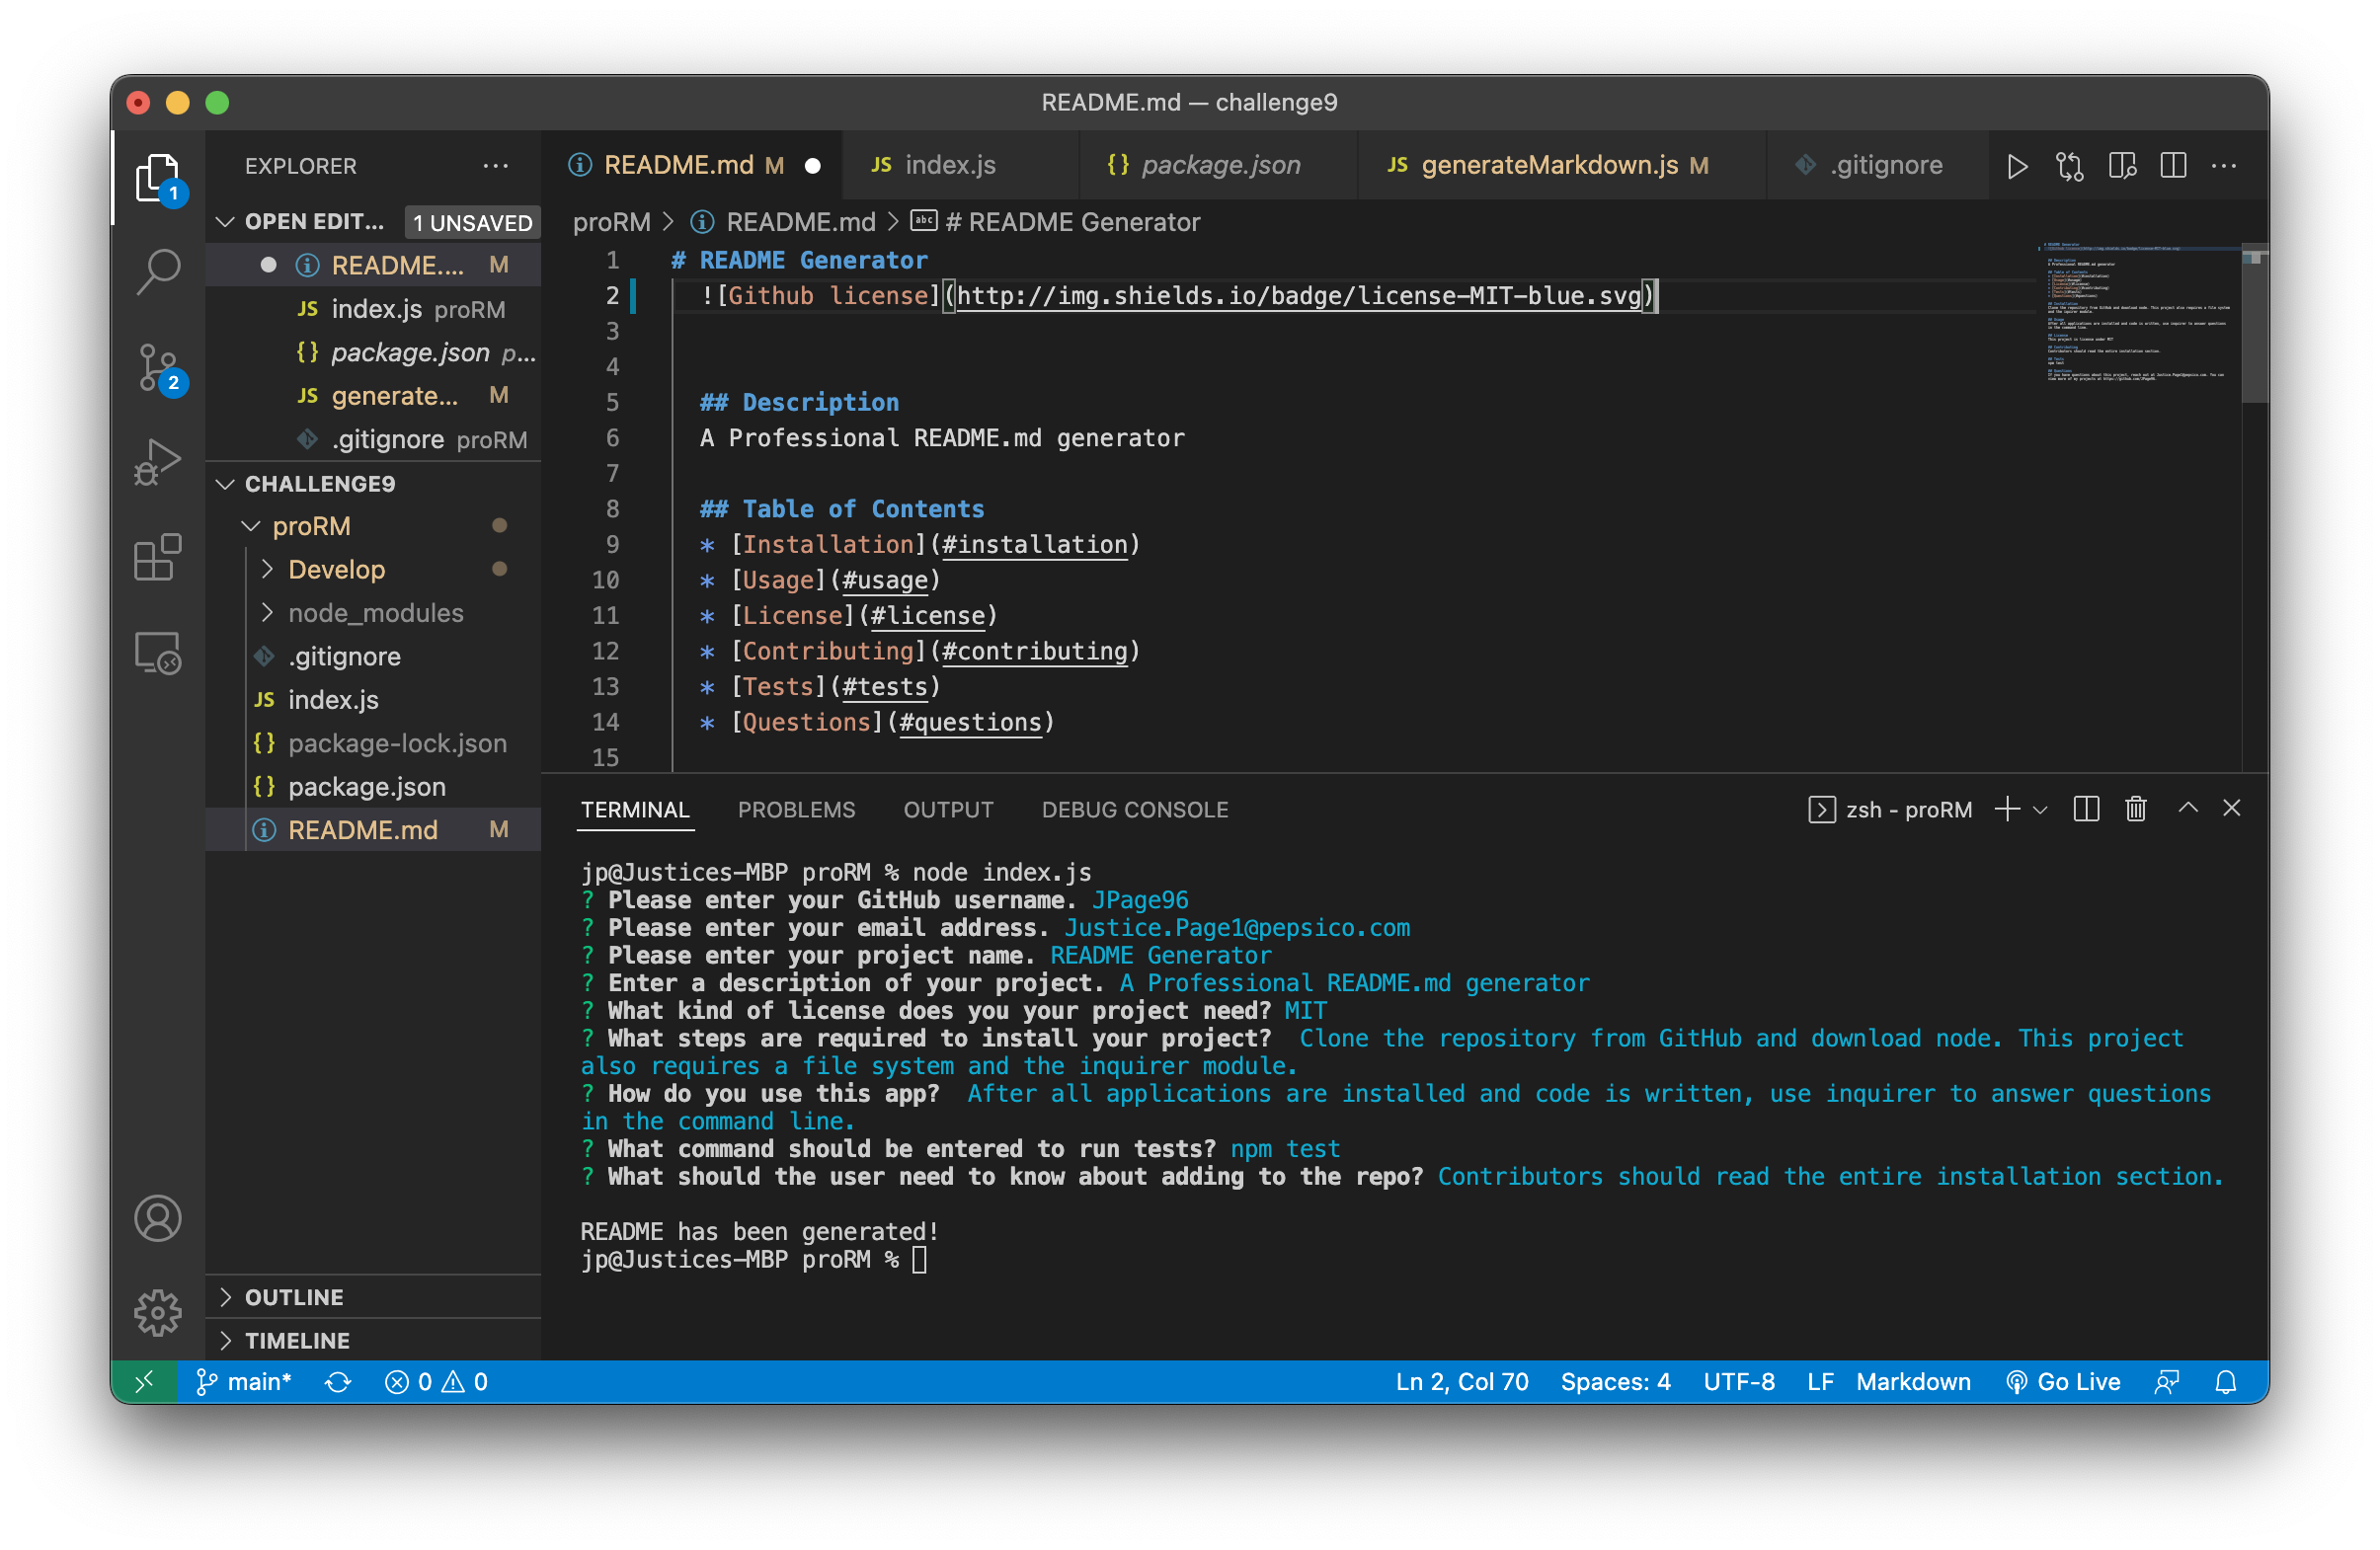 README.md — challenge9
EXPLORER ···
README.md M
JS index.js
{} package.json
JS generateMarkdown.js M
.gitignore
1
OPEN EDIT... 1 UNSAVED
README.... M
JS index.js proRM
{} package.json p...
JS generate... M
.gitignore proRM
2
CHALLENGE9
proRM
Develop
node_modules
.gitignore
JS index.js
{} package-lock.json
{} package.json
README.md M
OUTLINE
TIMELINE
proRM > README.md > abc # README Generator
1 # README Generator
2 ![Github license](http://img.shields.io/badge/license-MIT-blue.svg)
3
4
5 ## Description
6 A Professional README.md generator
7
8 ## Table of Contents
9 * [Installation](#installation)
10 * [Usage](#usage)
11 * [License](#license)
12 * [Contributing](#contributing)
13 * [Tests](#tests)
14 * [Questions](#questions)
15
TERMINAL PROBLEMS OUTPUT DEBUG CONSOLE zsh - proRM
jp@Justices-MBP proRM % node index.js
? Please enter your GitHub username. JPage96
? Please enter your email address. Justice.Page1@pepsico.com
? Please enter your project name. README Generator
? Enter a description of your project. A Professional README.md generator
? What kind of license does you your project need? MIT
? What steps are required to install your project?  Clone the repository from GitHub and download node. This project
also requires a file system and the inquirer module.
? How do you use this app?  After all applications are installed and code is written, use inquirer to answer questions
in the command line.
? What command should be entered to run tests? npm test
? What should the user need to know about adding to the repo? Contributors should read the entire installation section.
README has been generated!
jp@Justices-MBP proRM %
main* 0 0 Ln 2, Col 70 Spaces: 4 UTF-8 LF Markdown Go Live